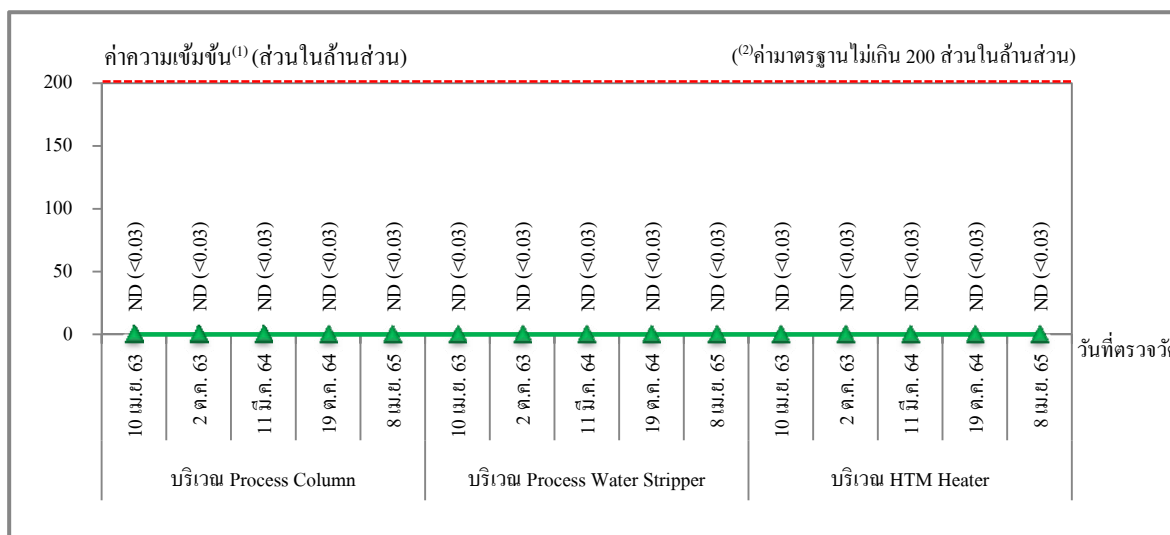 ค่าความเข้มข้น⁽¹⁾ (ส่วนในล้านส่วน) (⁽²⁾ค่ามาตรฐานไม่เกิน 200 ส่วนในล้านส่วน)
200
150
100
50
0
ND (<0.03) ND (<0.03) ND (<0.03) ND (<0.03) ND (<0.03) ND (<0.03) ND (<0.03) ND (<0.03) ND (<0.03) ND (<0.03) ND (<0.03) ND (<0.03) ND (<0.03) ND (<0.03) ND (<0.03)
วันที่ตรวจวัด
10 เม.ย. 63 2 ต.ค. 63 11 มี.ค. 64 19 ต.ค. 64 8 เม.ย. 65 10 เม.ย. 63 2 ต.ค. 63 11 มี.ค. 64 19 ต.ค. 64 8 เม.ย. 65 10 เม.ย. 63 2 ต.ค. 63 11 มี.ค. 64 19 ต.ค. 64 8 เม.ย. 65
บริเวณ Process Column บริเวณ Process Water Stripper บริเวณ HTM Heater